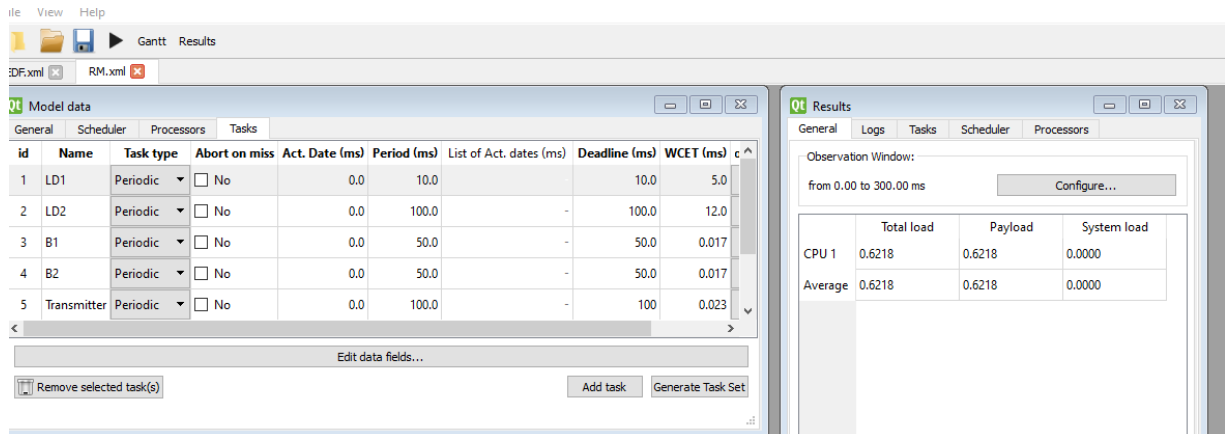 View Help
Gantt Results
EDF.xml RM.xml
Qt Model data
General Scheduler Processors Tasks
id Name Task type Abort on miss Act. Date (ms) Period (ms) List of Act. dates (ms) Deadline (ms) WCET (ms)
1 LD1 Periodic No 0.0 10.0 - 10.0 5.0
2 LD2 Periodic No 0.0 100.0 - 100.0 12.0
3 B1 Periodic No 0.0 50.0 - 50.0 0.017
4 B2 Periodic No 0.0 50.0 - 50.0 0.017
5 Transmitter Periodic No 0.0 100.0 - 100 0.023
Edit data fields...
Remove selected task(s) Add task Generate Task Set
Qt Results
General Logs Tasks Scheduler Processors
Observation Window:
from 0.00 to 300.00 ms Configure...
Total load Payload System load
CPU 1 0.6218 0.6218 0.0000
Average 0.6218 0.6218 0.0000